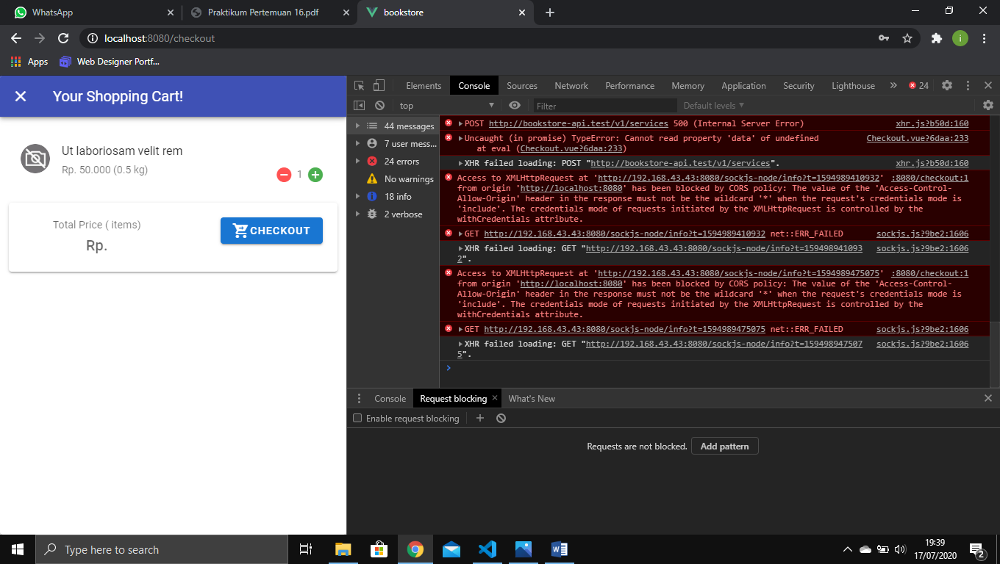 WhatsApp
Praktikum Pertemuan 16.pdf
bookstore
localhost:8080/checkout
i
Apps
Web Designer Portf...
Your Shopping Cart!
Ut laboriosam velit rem
Rp. 50.000 (0.5 kg)
1
Total Price ( items)
Rp.
CHECKOUT
Elements Console Sources Network Performance Memory Application Security Lighthouse » 24
top Filter Default levels
44 messages
7 user mess...
24 errors
No warnings
18 info
2 verbose
POST http://bookstore-api.test/v1/services 500 (Internal Server Error) xhr.js?b50d:160
Uncaught (in promise) TypeError: Cannot read property 'data' of undefined Checkout.vue?6daa:233
at eval (Checkout.vue?6daa:233)
XHR failed loading: POST "http://bookstore-api.test/v1/services". xhr.js?b50d:160
Access to XMLHttpRequest at 'http://192.168.43.43:8080/sockjs-node/info?t=1594989410932' :8080/checkout:1
from origin 'http://localhost:8080' has been blocked by CORS policy: The value of the 'Access-Control-
Allow-Origin' header in the response must not be the wildcard '*' when the request's credentials mode is
'include'. The credentials mode of requests initiated by the XMLHttpRequest is controlled by the
withCredentials attribute.
GET http://192.168.43.43:8080/sockjs-node/info?t=1594989410932 net::ERR_FAILED sockjs.js?9be2:1606
XHR failed loading: GET "http://192.168.43.43:8080/sockjs-node/info?t=159498941093 sockjs.js?9be2:1606
2".
Access to XMLHttpRequest at 'http://192.168.43.43:8080/sockjs-node/info?t=1594989475075' :8080/checkout:1
from origin 'http://localhost:8080' has been blocked by CORS policy: The value of the 'Access-Control-
Allow-Origin' header in the response must not be the wildcard '*' when the request's credentials mode is
'include'. The credentials mode of requests initiated by the XMLHttpRequest is controlled by the
withCredentials attribute.
GET http://192.168.43.43:8080/sockjs-node/info?t=1594989475075 net::ERR_FAILED sockjs.js?9be2:1606
XHR failed loading: GET "http://192.168.43.43:8080/sockjs-node/info?t=159498947507 sockjs.js?9be2:1606
5".
Console Request blocking What's New
Enable request blocking
Requests are not blocked. Add pattern
Type here to search
19:39
17/07/2020
2